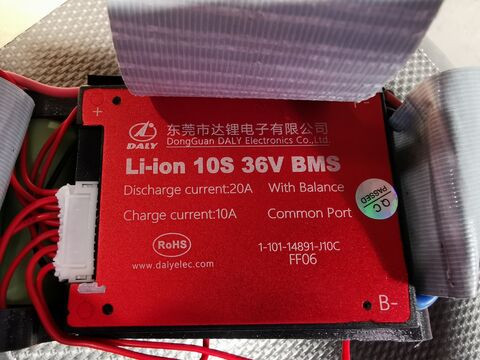 +
P-
DALY
东莞市达锂电子有限公司
DongGuan DALY Electronics Co.,Ltd.
Li-ion 10S 36V BMS
Discharge current:20A With Balance
Charge current:10A Common Port
QC PASSED
RoHS
www.dalyelec.com
1-101-14891-J10C
FF06
B-